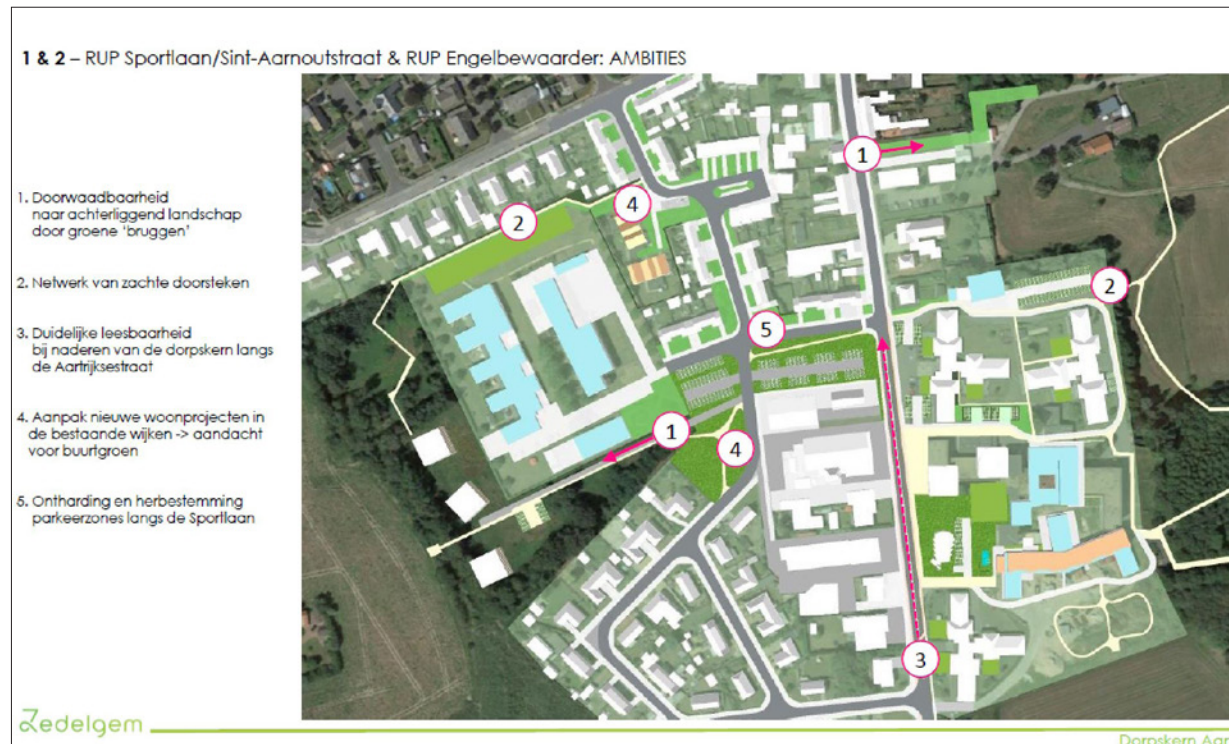 1 & 2 – RUP Sportlaan/Sint-Aarnoutstraat & RUP Engelbewaarder: AMBITIES
1. Doorwaadbaarheid
naar achterliggend landschap
door groene ‘bruggen’
2. Netwerk van zachte doorsteken
3. Duidelijke leesbaarheid
bij naderen van de dorpskern langs
de Aartrijksestraat
4. Aanpak nieuwe woonprojecten in
de bestaande wijken -> aandacht
voor buurtgroen
5. Ontharding en herbestemming
parkeerzones langs de Sportlaan
1
4
2
2
5
1
4
3
Zedelgem
Dorpskern Aar